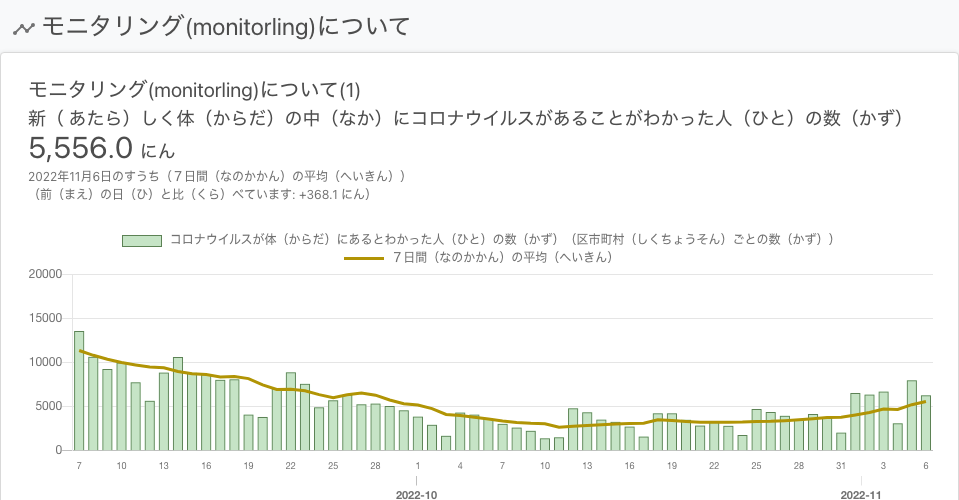 モニタリング(monitorling)について
モニタリング(monitorling)について(1)
新（ あたら）しく体（からだ）の中（なか）にコロナウイルスがあることがわかった人（ひと）の数（かず）
5,556.0 にん
2022年11月6日のすうち（７日間（なのかかん）の平均（へいきん））
（前（まえ）の日（ひ）と比（くら）べています: +368.1 にん）
コロナウイルスが体（からだ）にあるとわかった人（ひと）の数（かず）（区市町村（しくちょうそん）ごとの数（かず））
７日間（なのかかん）の平均（へいきん）
20000
15000
10000
5000
0
7 10 13 16 19 22 25 28 1 4 7 10 13 16 19 22 25 28 31 3 6
2022-10 2022-11